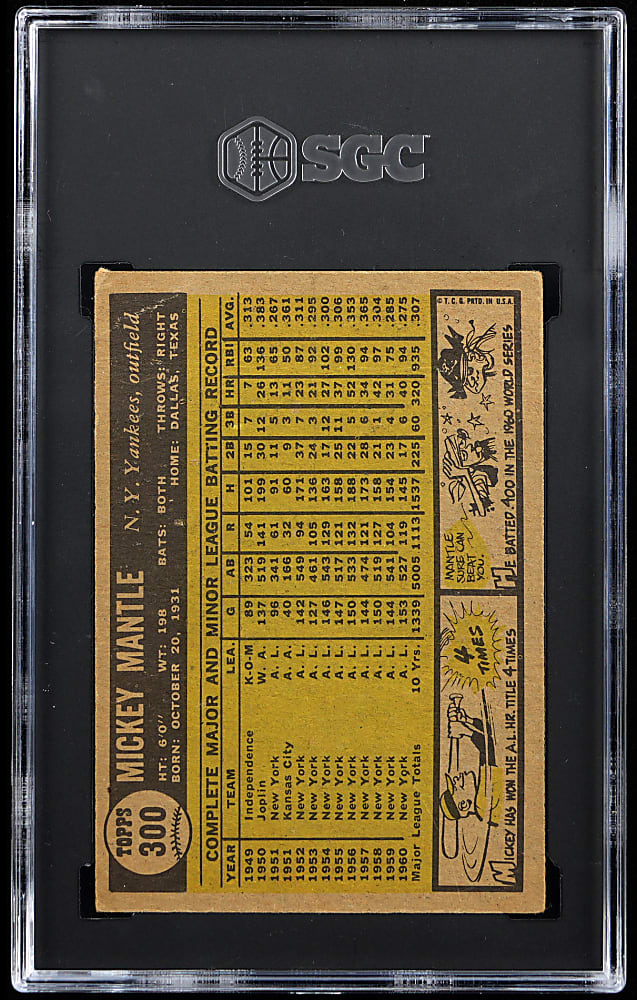 SGC
TOPPS
300
MICKEY MANTLE N. Y. Yankees, outfield
HT: 6'0" WT: 198 BATS: BOTH THROWS: RIGHT
BORN: OCTOBER 20, 1931 HOME: DALLAS, TEXAS
COMPLETE MAJOR AND MINOR LEAGUE BATTING RECORD
YEAR TEAM LEA. G AB R H 2B 3B HR RBI AVG.
1949 Independence K-O-M 89 323 54 101 15 7 7 63 .313
1950 Joplin W. A. 137 519 141 199 30 12 26 136 .383
1951 New York A. L. 96 341 61 91 11 5 13 65 .267
1951 Kansas City A. A. 40 166 32 60 9 3 11 50 .361
1952 New York A. L. 142 549 94 171 37 7 23 87 .311
1953 New York A. L. 127 461 105 136 24 3 21 92 .295
1954 New York A. L. 146 543 129 163 17 12 27 102 .300
1955 New York A. L. 147 517 121 158 25 11 37 99 .306
1956 New York A. L. 150 533 132 188 22 5 52 130 .353
1957 New York A. L. 144 474 121 173 28 6 34 94 .365
1958 New York A. L. 150 519 127 158 21 1 42 97 .304
1959 New York A. L. 144 541 104 154 23 4 31 75 .285
1960 New York A. L. 153 527 119 145 17 6 40 94 .275
Major League Totals 10 Yrs. 1339 5005 1113 1537 225 60 320 935 .307
4 TIMES
MICKEY HAS WON THE A.L. HR. TITLE 4 TIMES
MANTLE
SURE CAN
BEAT
YOU.
HE BATTED .400 IN THE 1960 WORLD SERIES
© T. C. G. PRTD. IN U.S.A.